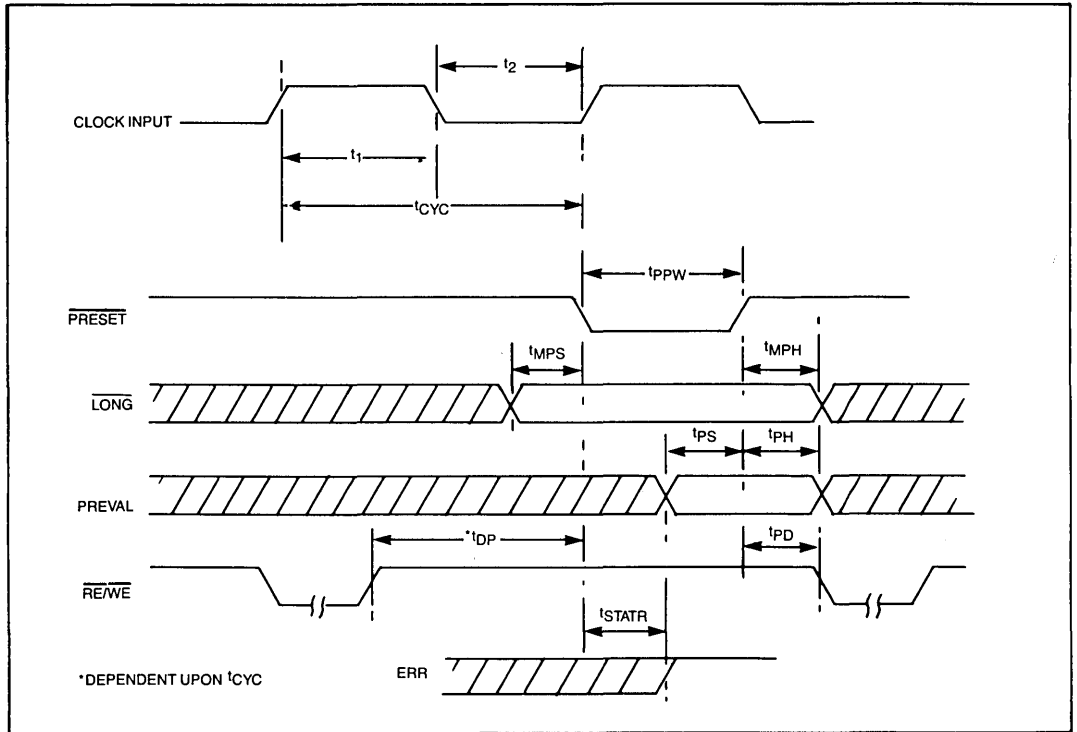 t2
CLOCK INPUT
t1
tCYC
tPPW
PRESET
tMPS
tMPH
LONG
tPS
tPH
PREVAL
*tDP
tPD
RE/WE
tSTATR
ERR
*DEPENDENT UPON tCYC